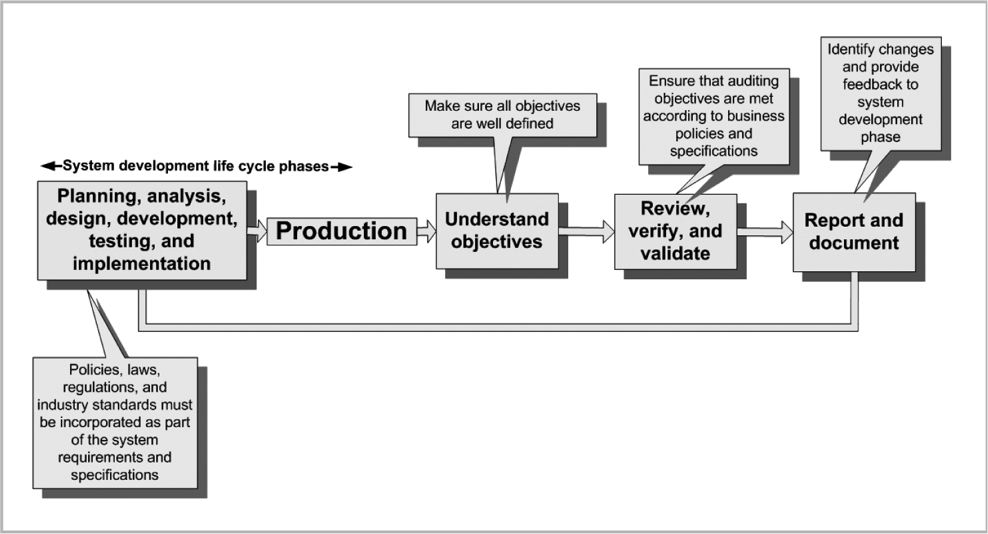 System development life cycle phases
Planning, analysis,
design, development,
testing, and
implementation
Production
Understand
objectives
Review,
verify, and
validate
Report and
document
Make sure all objectives
are well defined
Ensure that auditing
objectives are met
according to business
policies and
specifications
Identify changes
and provide
feedback to
system
development
phase
Policies, laws,
regulations, and
industry standards must
be incorporated as part
of the system
requirements and
specifications